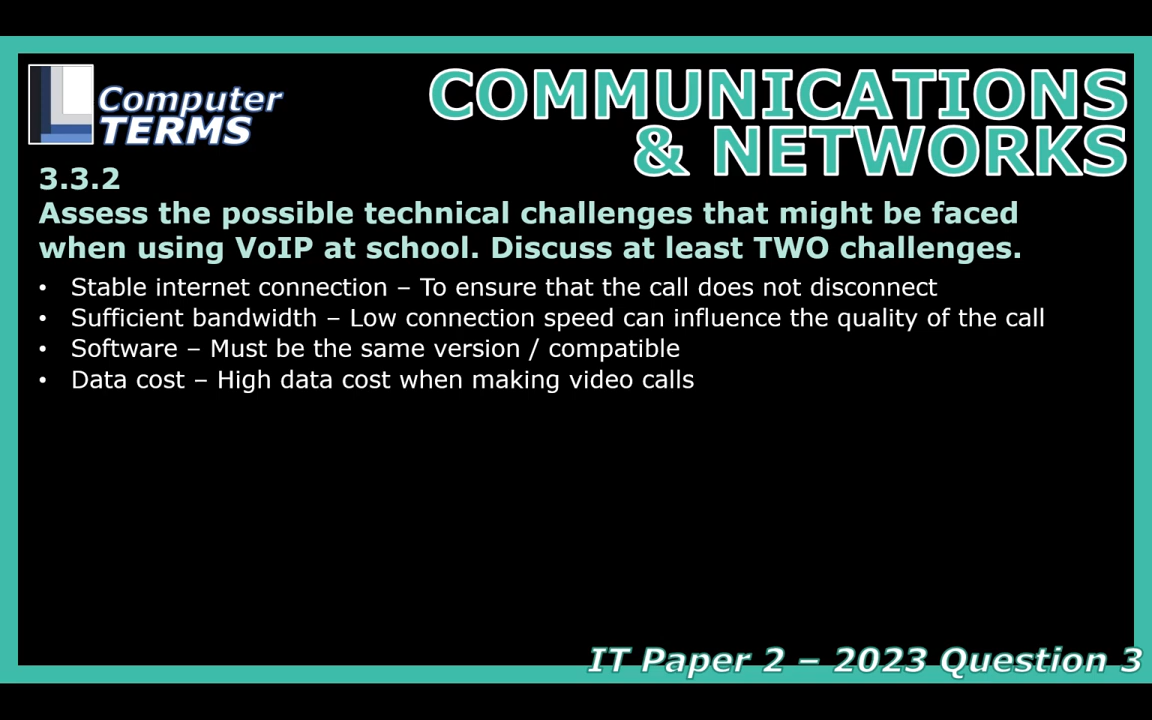 Computer
TERMS
COMMUNICATIONS
& NETWORKS
3.3.2
Assess the possible technical challenges that might be faced
when using VoIP at school. Discuss at least TWO challenges.
• Stable internet connection – To ensure that the call does not disconnect
• Sufficient bandwidth – Low connection speed can influence the quality of the call
• Software – Must be the same version / compatible
• Data cost – High data cost when making video calls
IT Paper 2 – 2023 Question 3